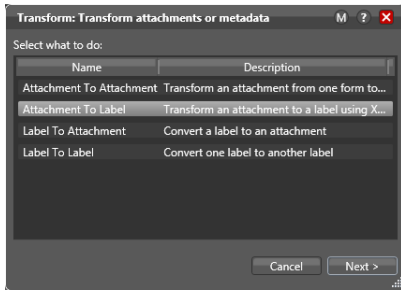 Transform: Transform attachments or metadata M ? X
Select what to do:
Name Description
Attachment To Attachment Transform an attachment from one form to...
Attachment To Label Transform an attachment to a label using X...
Label To Attachment Convert a label to an attachment
Label To Label Convert one label to another label
Cancel Next >